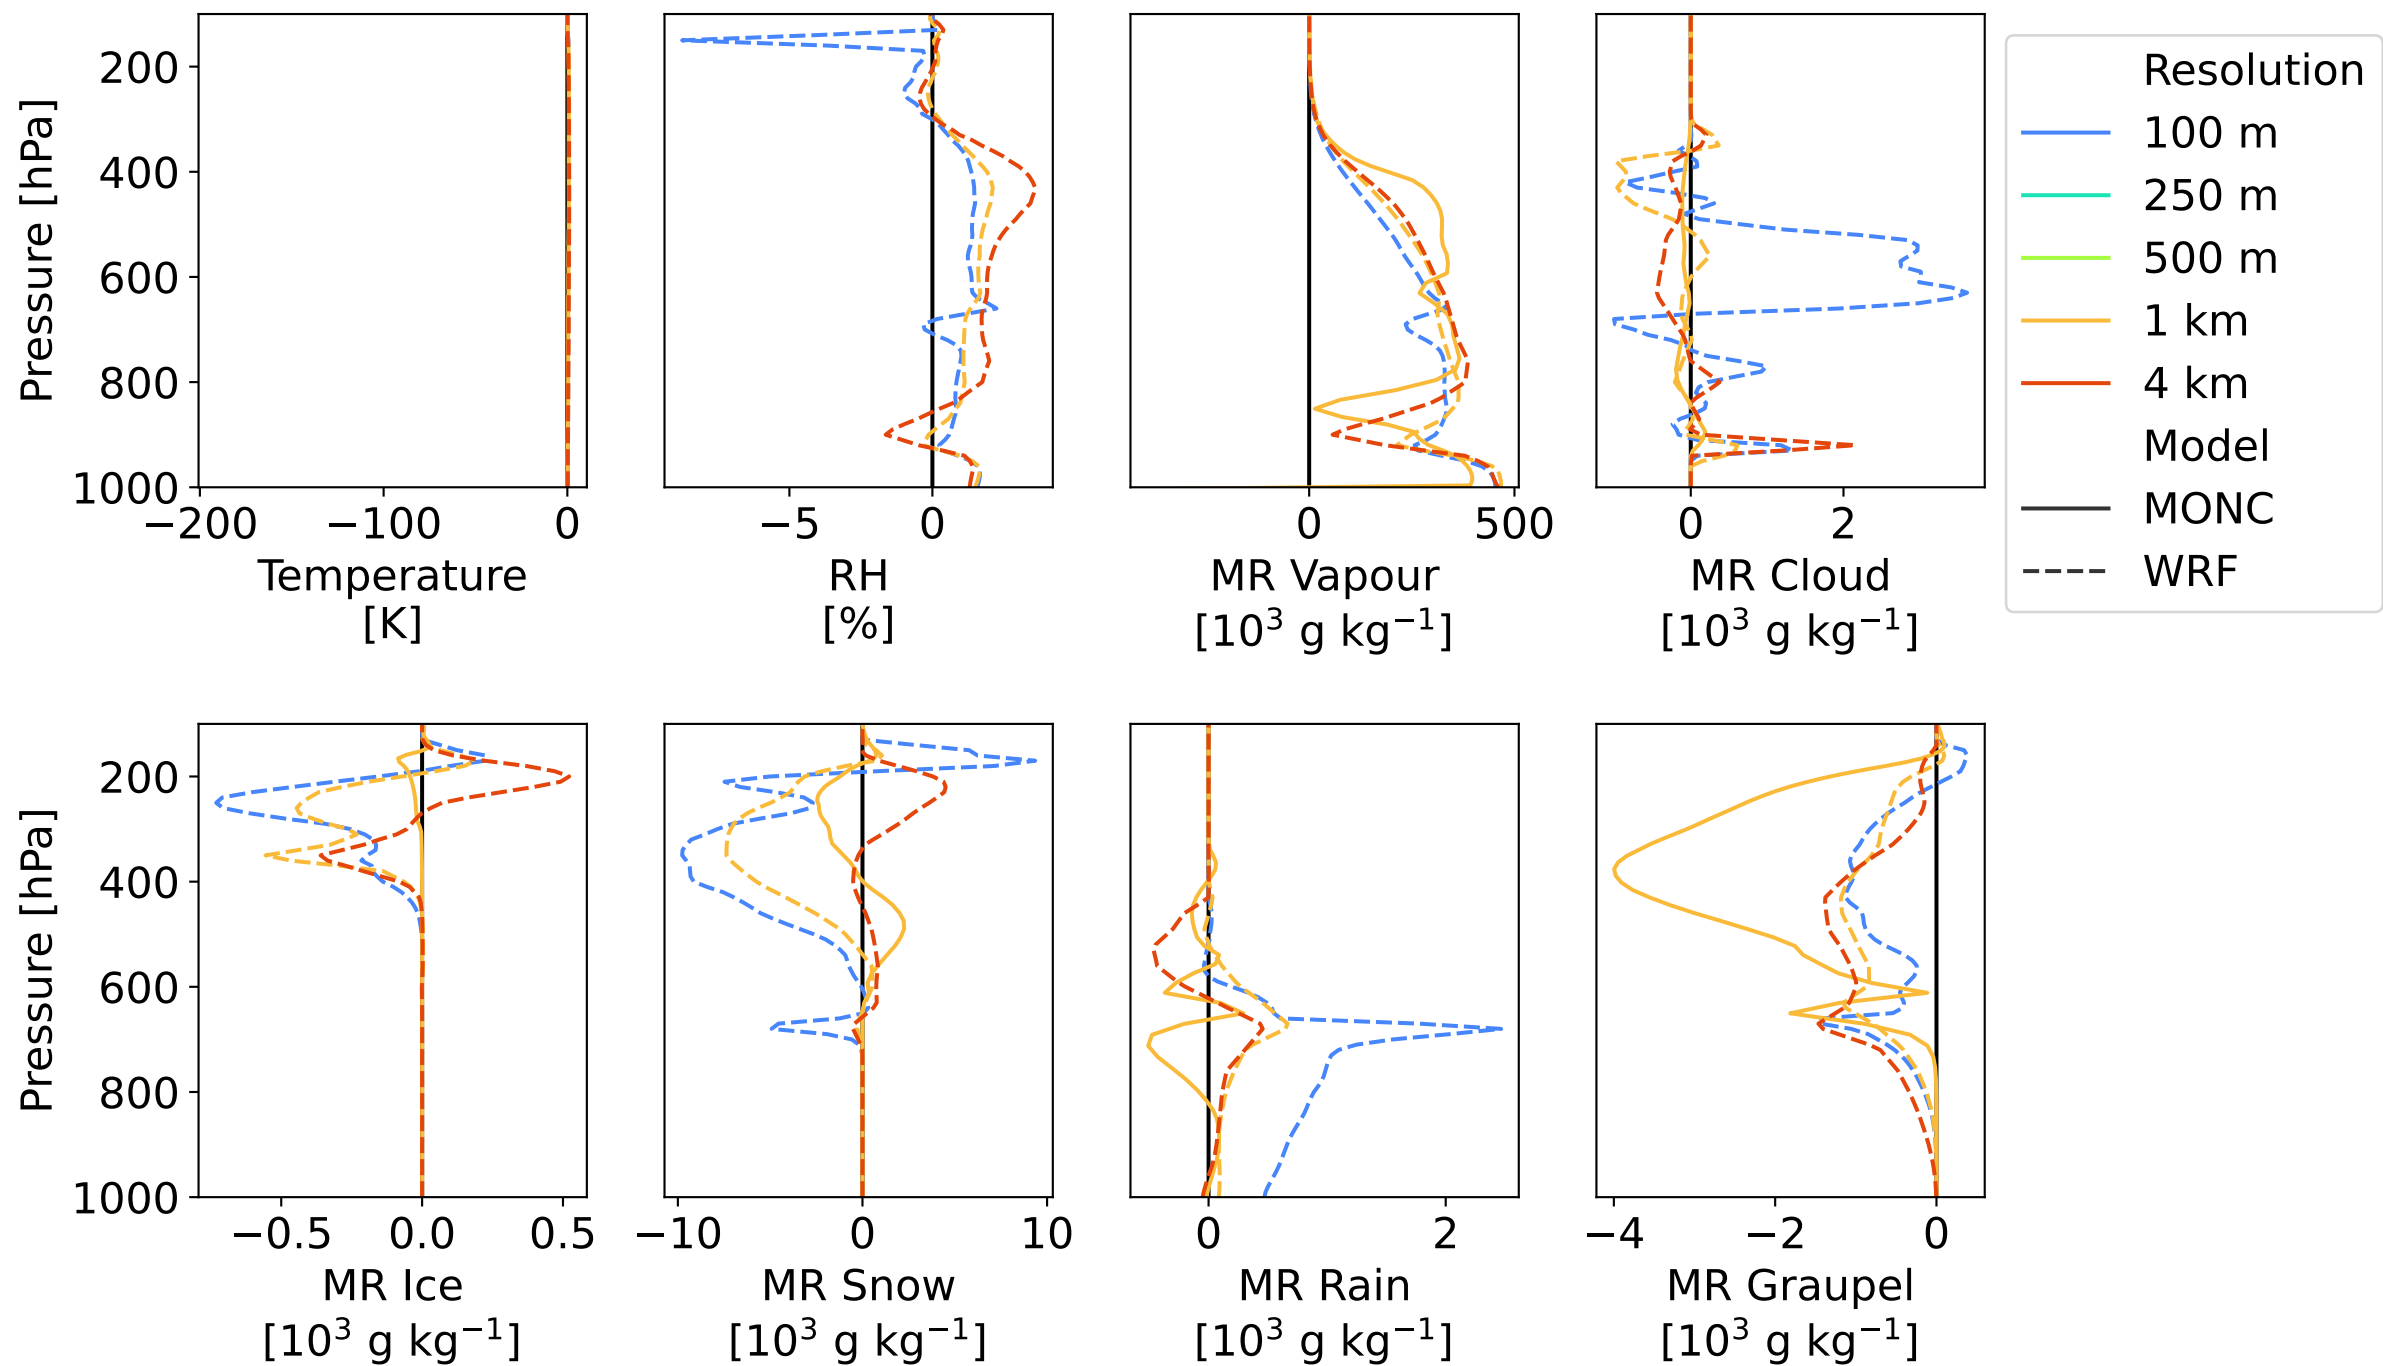 Pressure [hPa]
200
400
600
800
1000
−200 −100 0
Temperature
[K]
−5 0
RH
[%]
0 500
MR Vapour
[10³ g kg⁻¹]
0 2
MR Cloud
[10³ g kg⁻¹]
Resolution
100 m
250 m
500 m
1 km
4 km
Model
MONC
WRF
Pressure [hPa]
200
400
600
800
1000
−0.5 0.0 0.5
MR Ice
[10³ g kg⁻¹]
−10 0 10
MR Snow
[10³ g kg⁻¹]
0 2
MR Rain
[10³ g kg⁻¹]
−4 −2 0
MR Graupel
[10³ g kg⁻¹]